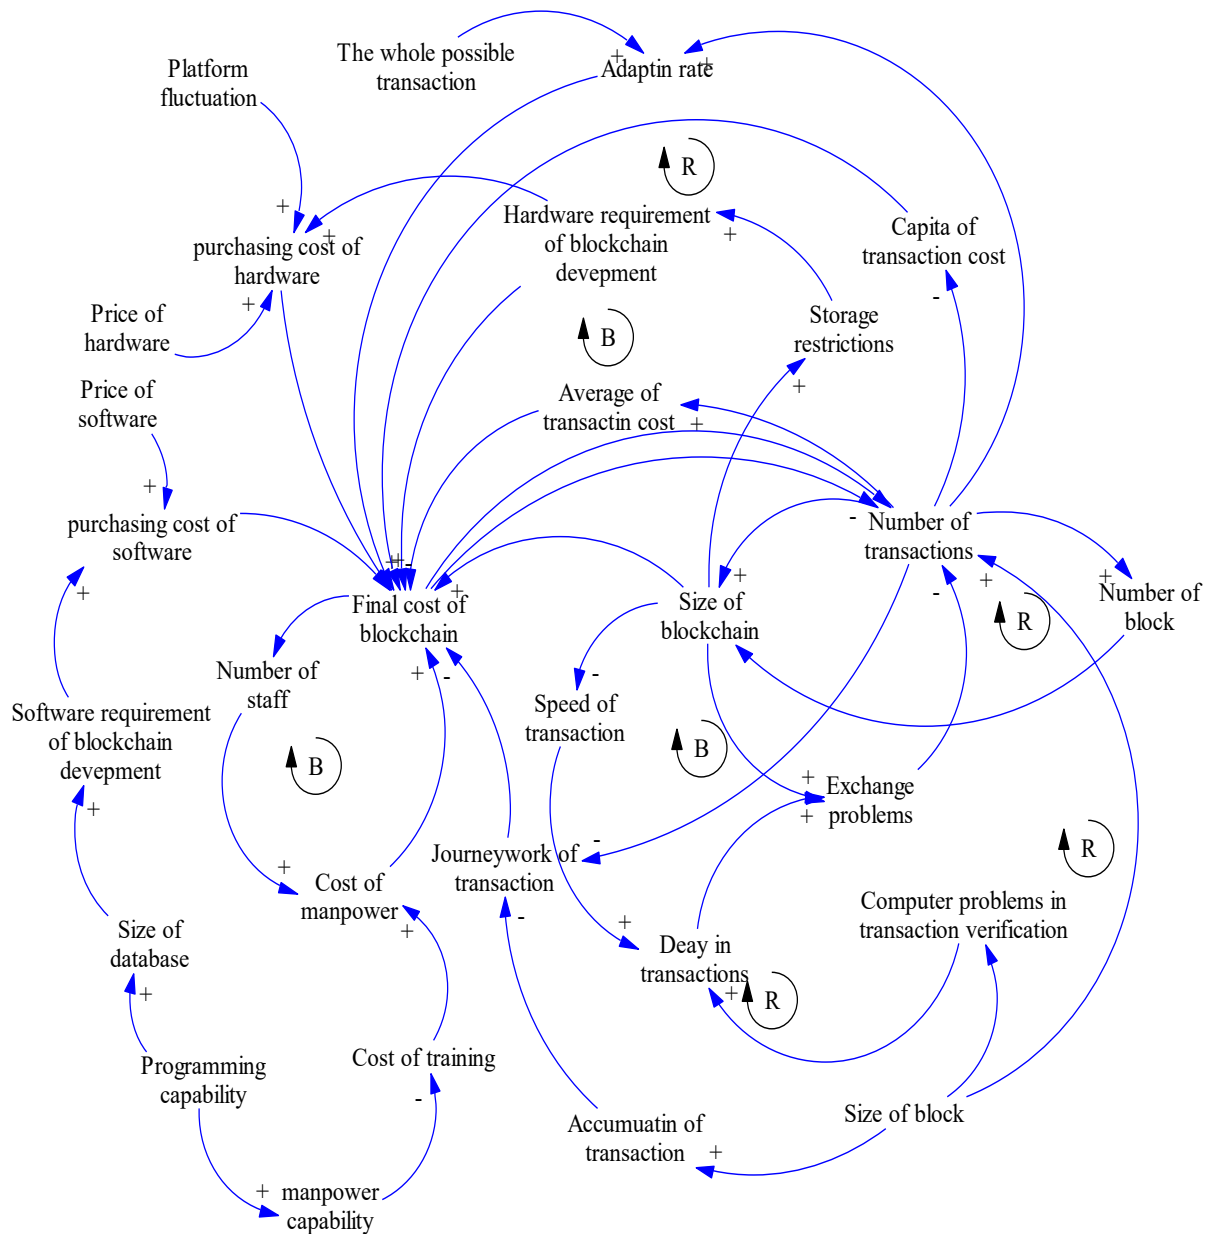 The whole possible
transaction
Adaptin rate
+
+
Platform
fluctuation
R
Hardware requirement
of blockchain
devepment
+
Capita of
transaction cost
-
+
+
purchasing cost of
hardware
+
Price of
hardware
B
Storage
restrictions
+
Price of
software
Average of
transactin cost
+
+
purchasing cost of
software
+
-
Number of
transactions
+
+
+
-
+
Final cost of
blockchain
+
Size of
blockchain
+
-
R
+
Number of
block
Number of
staff
+
-
-
Speed of
transaction
Software requirement
of blockchain
devepment
+
B
B
+
+
Exchange
problems
-
Journeywork of
transaction
R
+
Cost of
manpower
+
Computer problems in
transaction verification
Size of
database
+
-
+
Deay in
transactions
+
R
Programming
capability
Cost of training
-
Accumuatin of
transaction
+
Size of block
+
manpower
capability